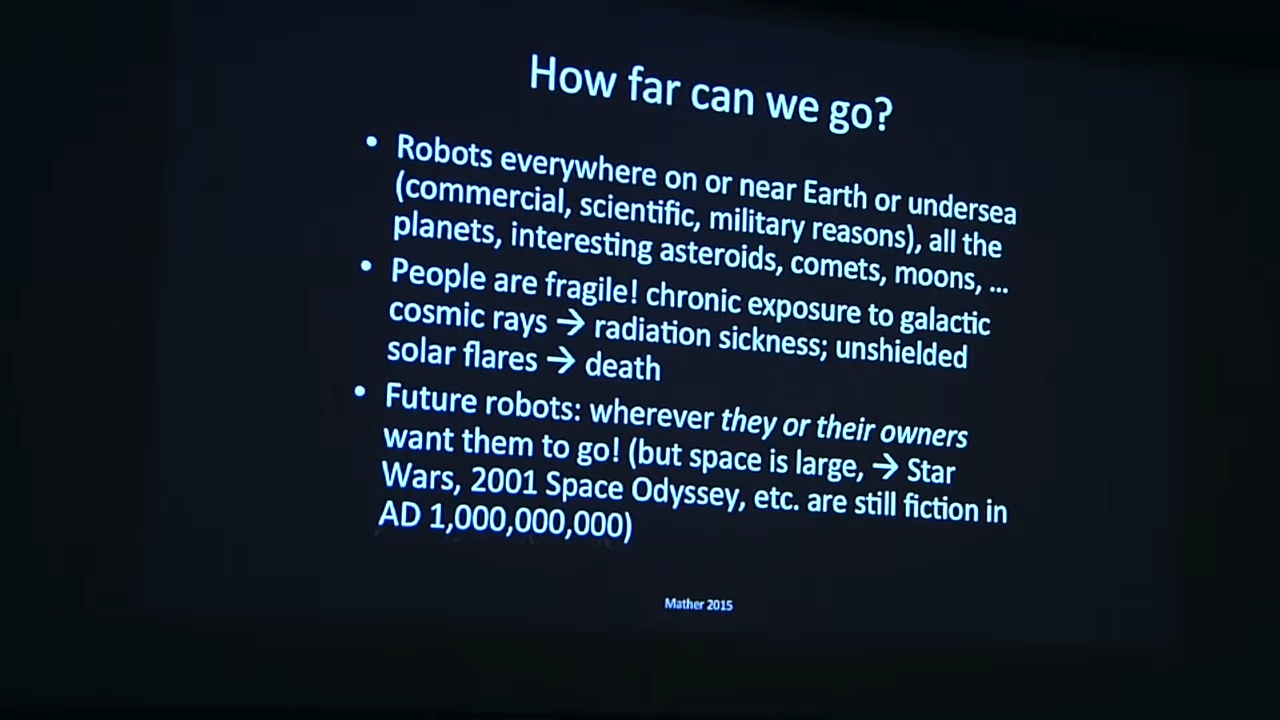 How far can we go?
• Robots everywhere on or near Earth or undersea
(commercial, scientific, military reasons), all the
planets, interesting asteroids, comets, moons, ...
• People are fragile! chronic exposure to galactic
cosmic rays → radiation sickness; unshielded
solar flares → death
• Future robots: wherever they or their owners
want them to go! (but space is large, → Star
Wars, 2001 Space Odyssey, etc. are still fiction in
AD 1,000,000,000)
Mather 2015